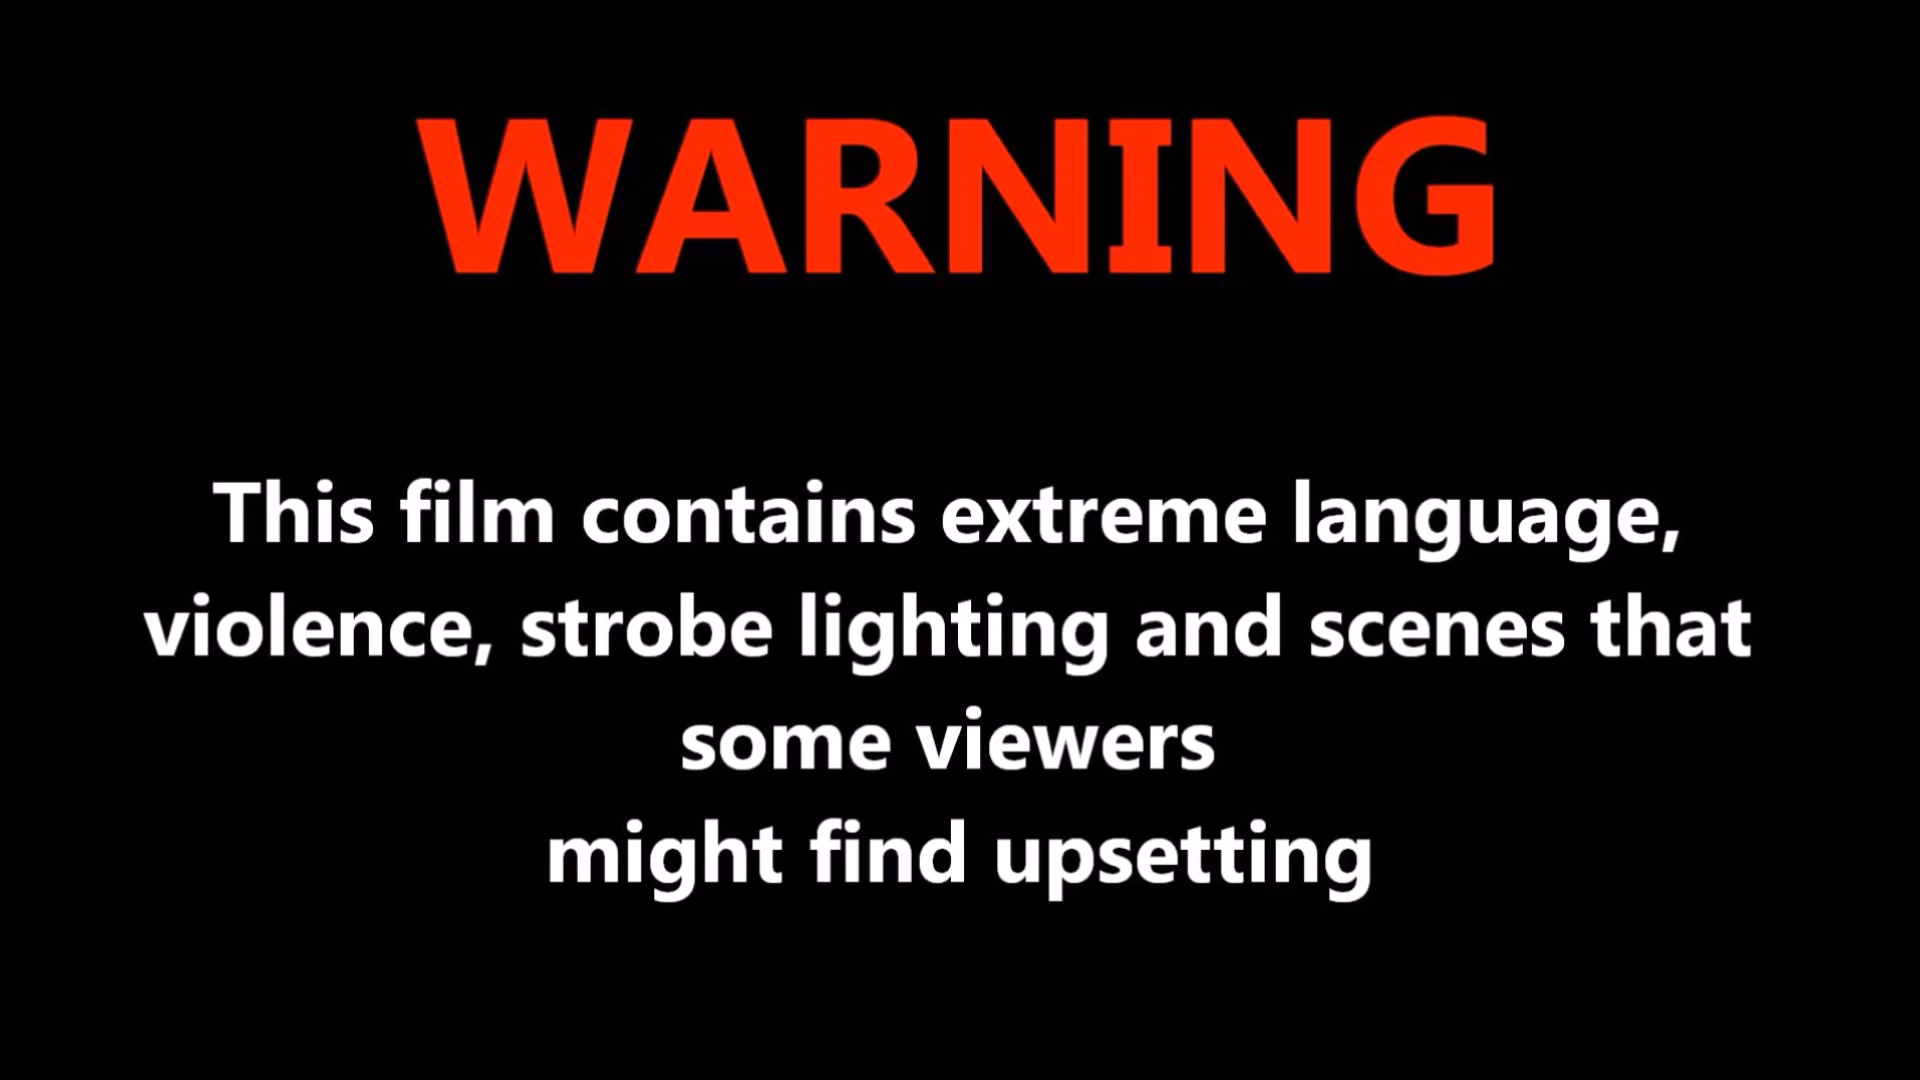 WARNING
This film contains extreme language,
violence, strobe lighting and scenes that
some viewers
might find upsetting